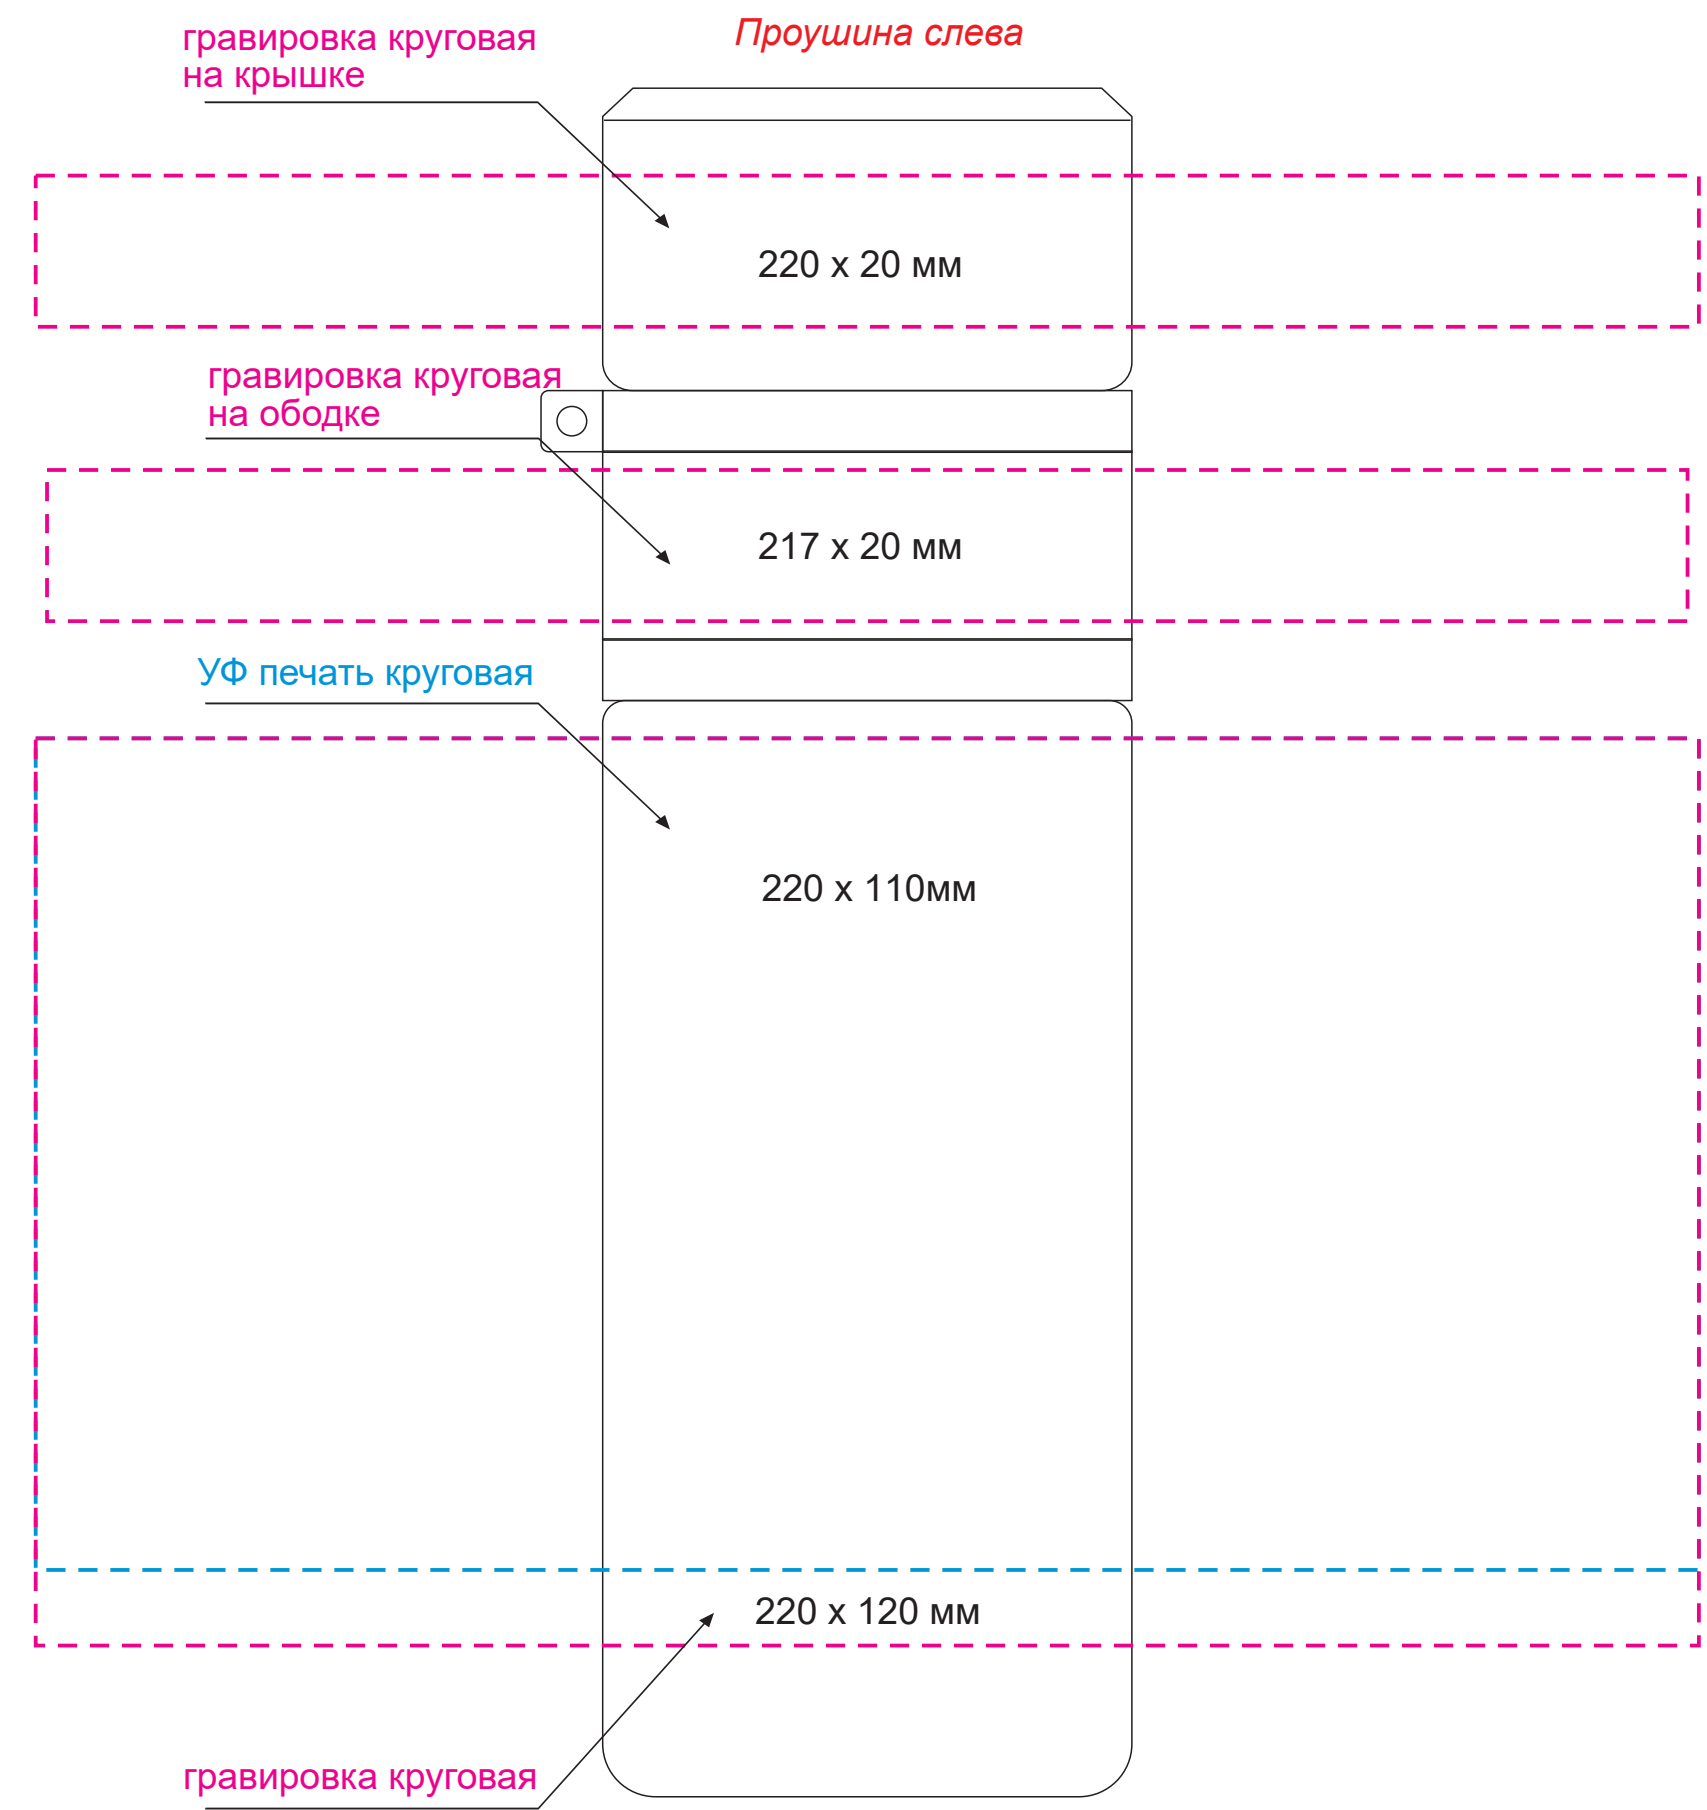 Проушина слева
гравировка круговая
на крышке
220 х 20 мм
гравировка круговая
на ободке
217 х 20 мм
УФ печать круговая
220 х 110мм
220 х 120 мм
гравировка круговая